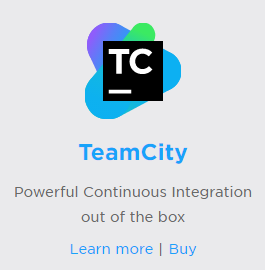 TC
TeamCity
Powerful Continuous Integration
out of the box
Learn more | Buy